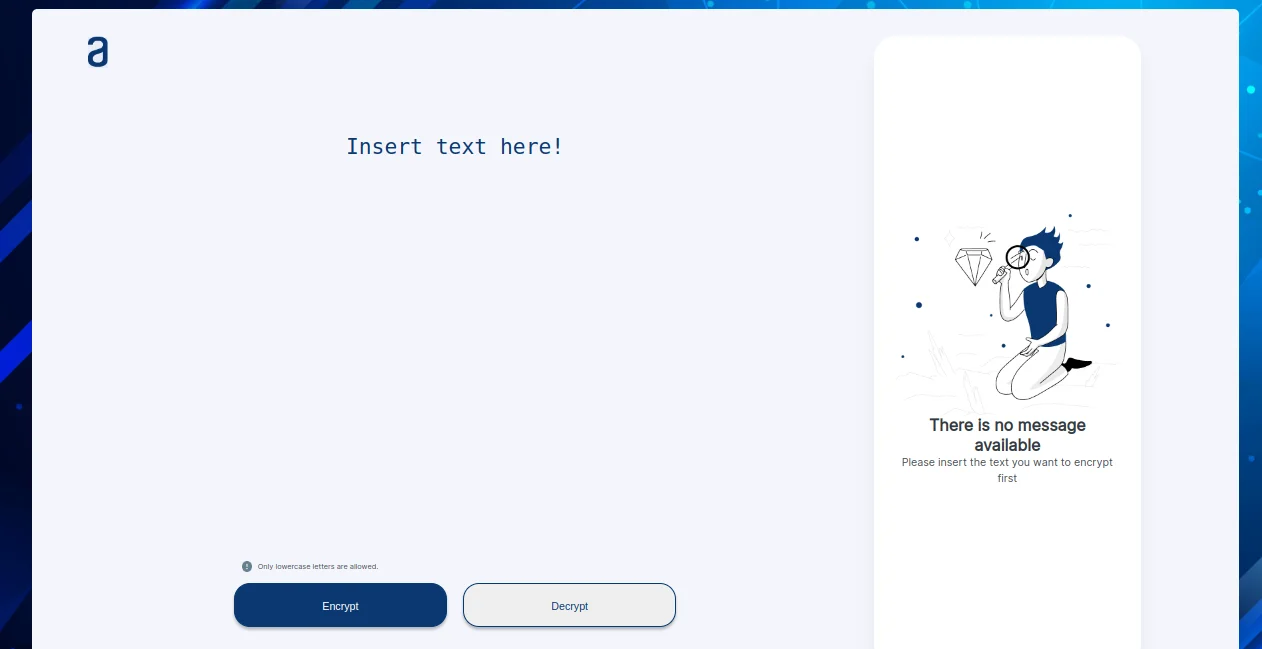 a
Insert text here!
There is no message
available
Please insert the text you want to encrypt
first
! Only lowercase letters are allowed.
Encrypt
Decrypt